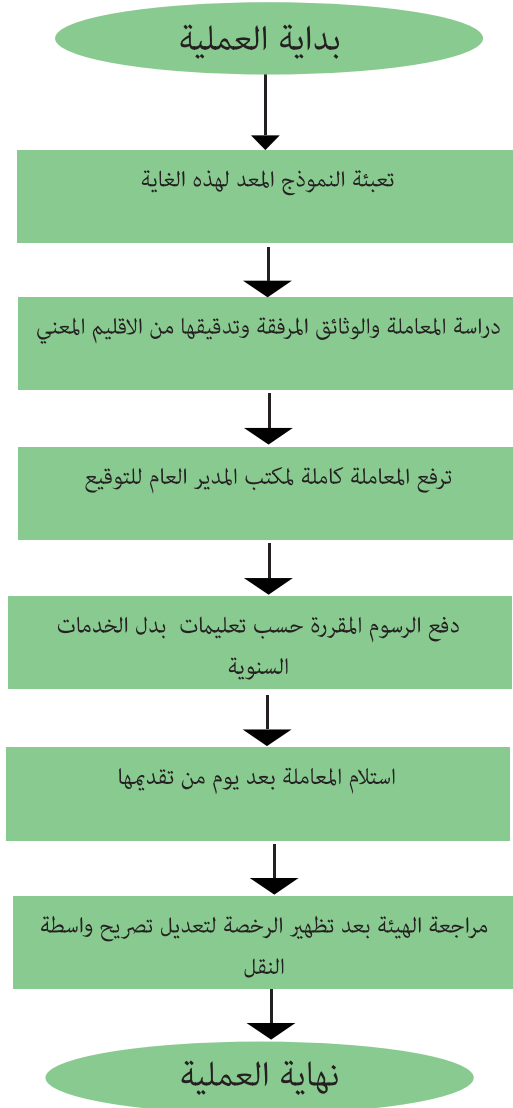 بداية العملية
تعبئة النموذج المعد لهذه الغاية
دراسة المعاملة والوثائق المرفقة وتدقيقها من الاقليم المعني
ترفع المعاملة كاملة لمكتب المدير العام للتوقيع
دفع الرسوم المقررة حسب تعليمات بدل الخدمات
السنوية
استلام المعاملة بعد يوم من تقديمها
مراجعة الهيئة بعد تظهير الرخصة لتعديل تصريح واسطة
النقل
نهاية العملية